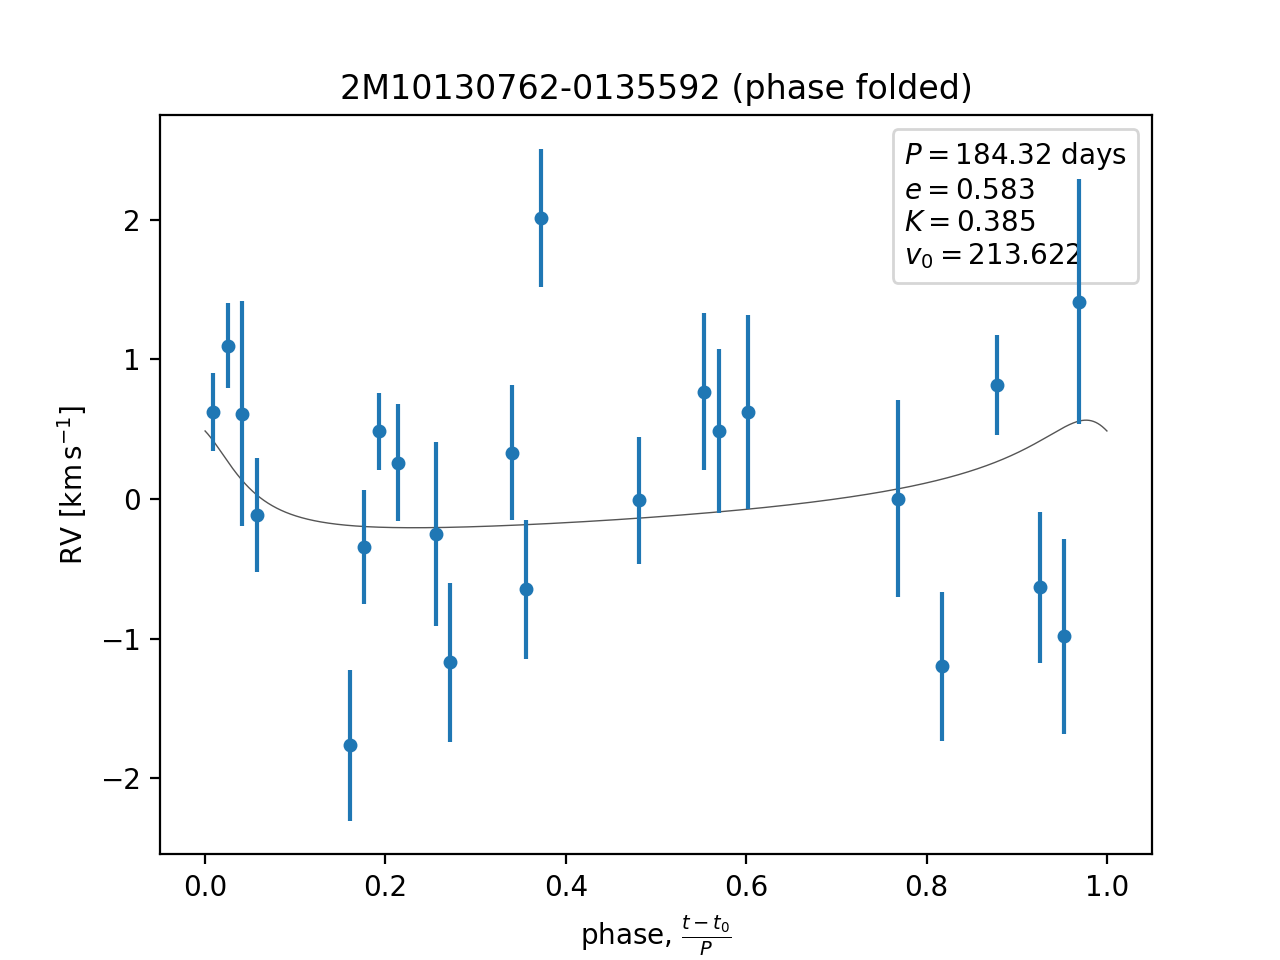 2M10130762-0135592 (phase folded)
P = 184.32 days
e = 0.583
K = 0.385
v₀ = 213.622
RV [km s⁻¹]
2
1
0
−1
−2
0.0 0.2 0.4 0.6 0.8 1.0
phase, (t − t₀)/P